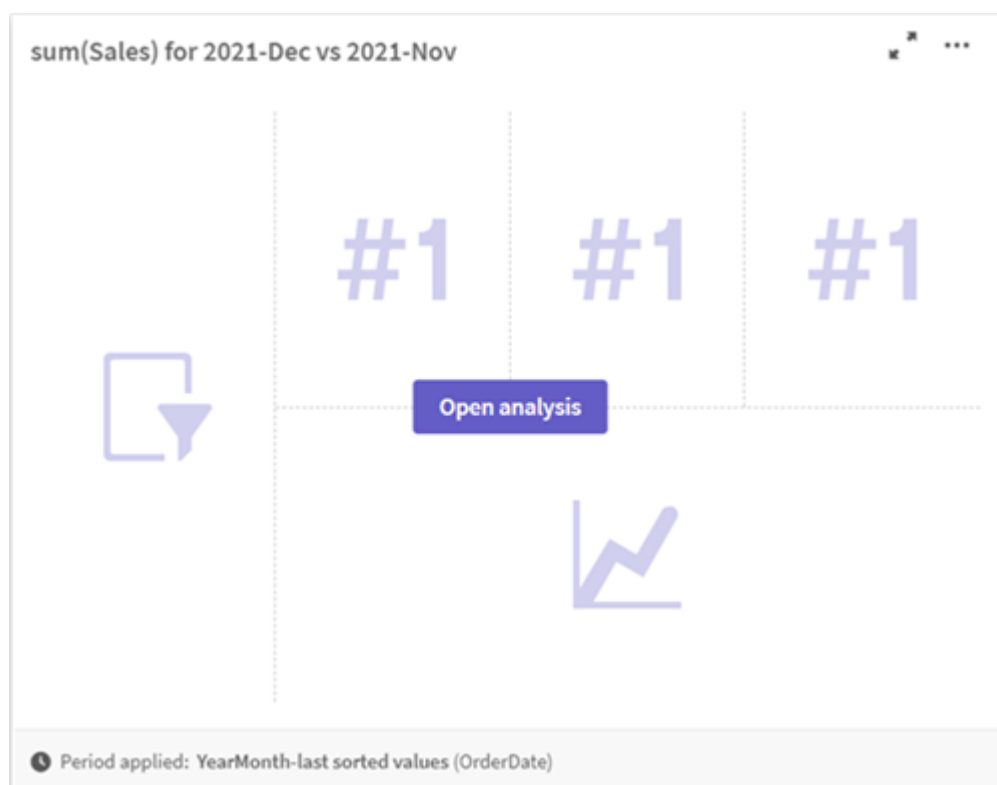 sum(Sales) for 2021-Dec vs 2021-Nov
#1 #1 #1
Open analysis
Period applied: YearMonth-last sorted values (OrderDate)